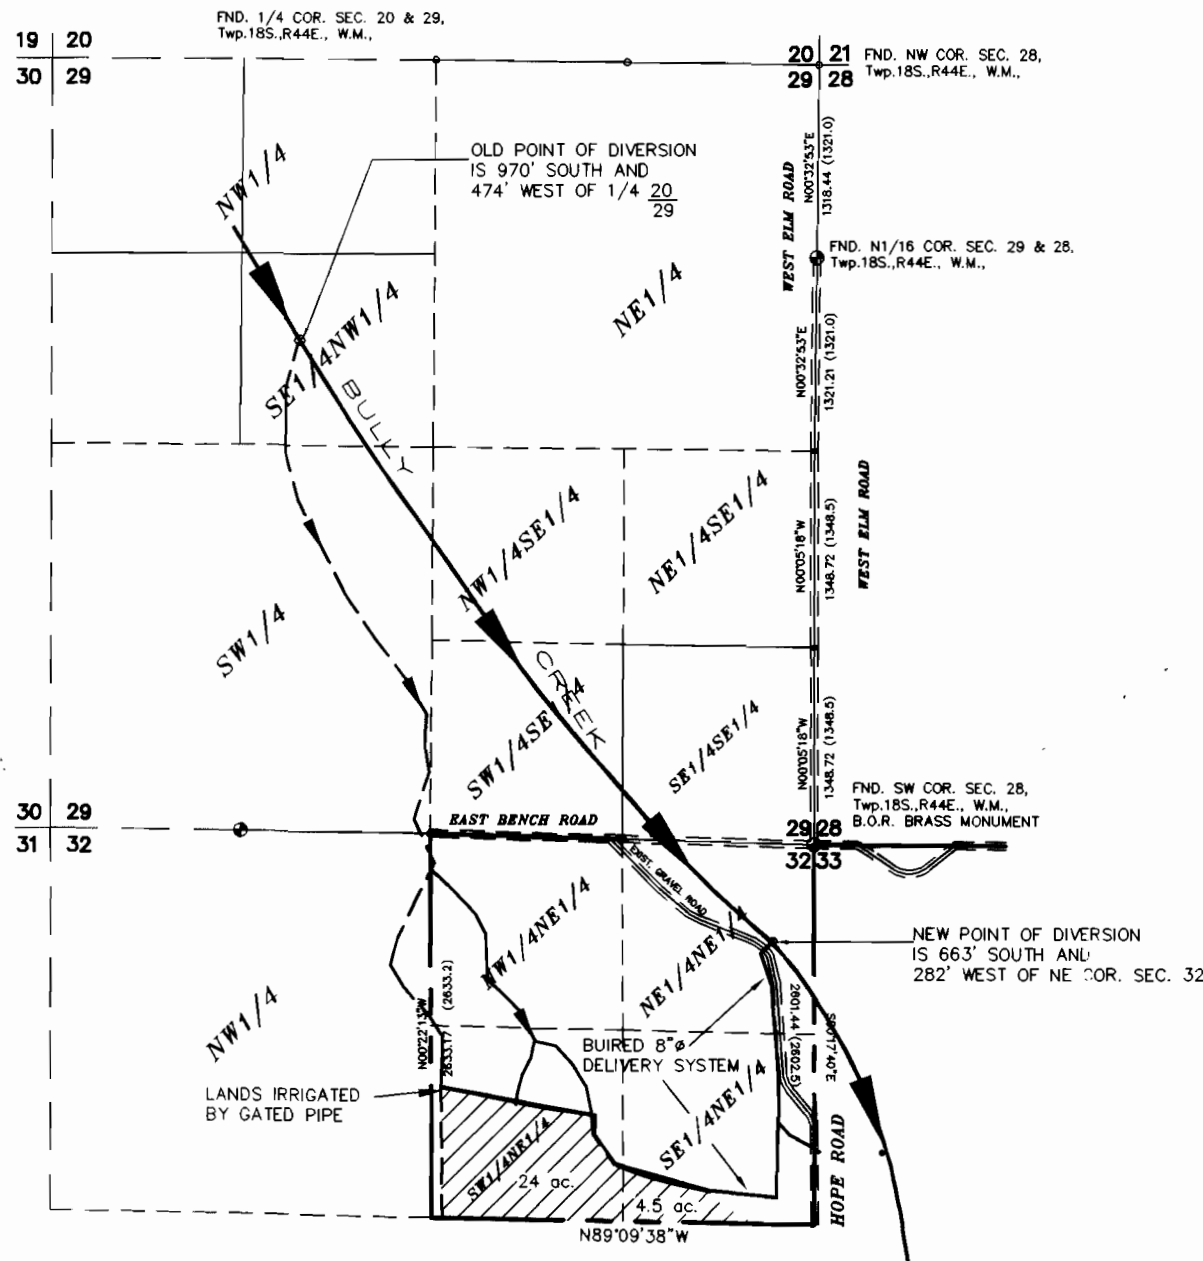 FND. 1/4 COR. SEC. 20 & 29,
Twp.18S.,R44E., W.M.,
19 20
30 29
20 21
29 28
FND. NW COR. SEC. 28,
Twp.18S.,R44E., W.M.,
NW1/4
OLD POINT OF DIVERSION
IS 970' SOUTH AND
474' WEST OF 1/4 20
29
WEST ELM ROAD
N00°32'53"E
1318.44 (1321.0)
FND. N1/16 COR. SEC. 29 & 28,
Twp.18S.,R44E., W.M.,
NE1/4
SE1/4NW1/4
N00°32'53"E
1321.21 (1321.0)
BULLY
NW1/4SE1/4
NE1/4SE1/4
WEST ELM ROAD
N00°05'18"W
1348.72 (1348.5)
SW1/4
CREEK
SW1/4SE1/4
SE1/4SE1/4
N00°05'18"W
1348.72 (1348.5)
FND. SW COR. SEC. 28,
Twp.18S.,R44E., W.M.,
B.O.R. BRASS MONUMENT
30 29
31 32
EAST BENCH ROAD
29 28
32 33
EXIST. GRAVEL ROAD
NW1/4NE1/4
NE1/4NE1/4
NEW POINT OF DIVERSION
IS 663' SOUTH AND
282' WEST OF NE COR. SEC. 32
NW1/4
N00°22'13"W
2633.17 (2633.2)
BUIRED 8"ø
DELIVERY SYSTEM
2601.44 (2602.5)
S00°17'40"E
LANDS IRRIGATED
BY GATED PIPE
SW1/4NE1/4
SE1/4NE1/4
24 ac.
4.5 ac.
HOPE ROAD
N89°09'38"W